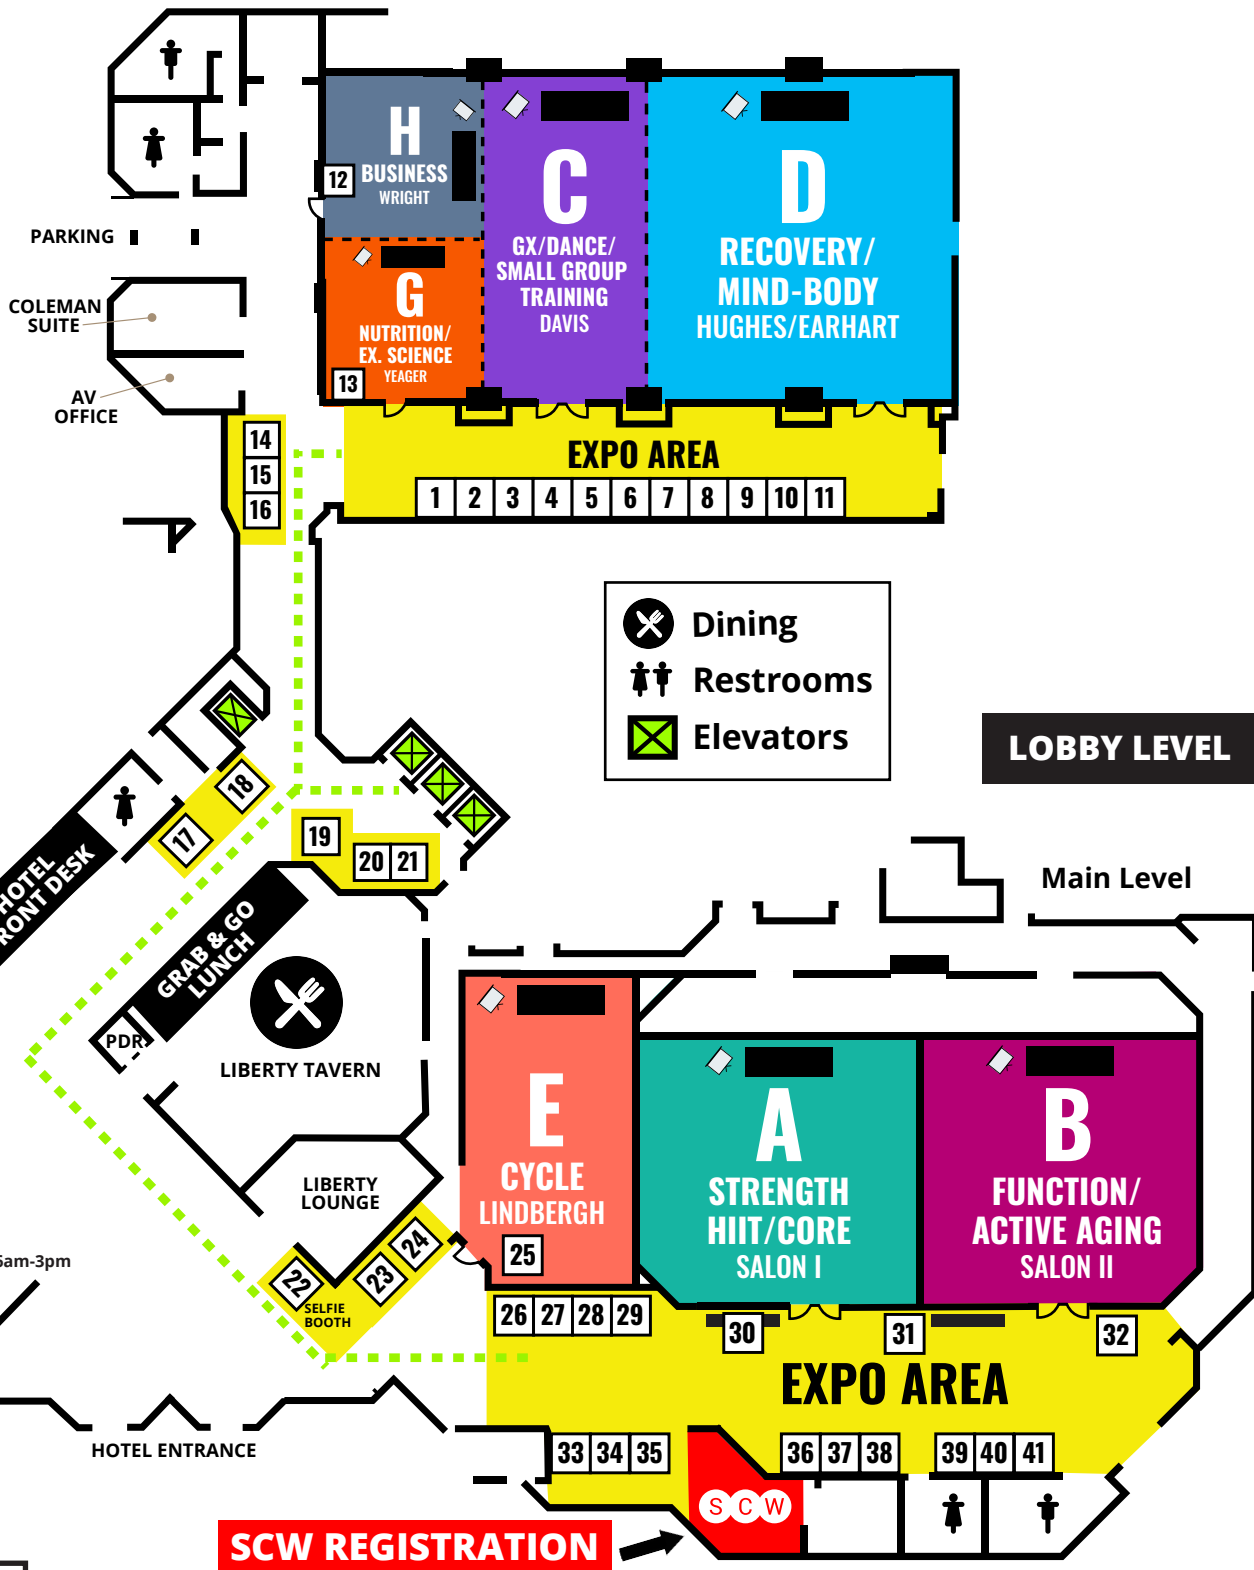 H
BUSINESS
WRIGHT
12
C
GX/DANCE/
SMALL GROUP
TRAINING
DAVIS
D
RECOVERY/
MIND-BODY
HUGHES/EARHART
G
NUTRITION/
EX. SCIENCE
YEAGER
13
PARKING
COLEMAN
SUITE
AV
OFFICE
14
15
16
EXPO AREA
1 2 3 4 5 6 7 8 9 10 11
Dining
Restrooms
Elevators
LOBBY LEVEL
Main Level
17
18
19
20 21
HOTEL
RONT DESK
GRAB & GO
LUNCH
PDR
LIBERTY TAVERN
LIBERTY
LOUNGE
22
23
24
SELFIE
BOOTH
6am-3pm
HOTEL ENTRANCE
E
CYCLE
LINDBERGH
25
A
STRENGTH
HIIT/CORE
SALON I
B
FUNCTION/
ACTIVE AGING
SALON II
26 27 28 29
30
31
32
EXPO AREA
33 34 35
36 37 38
39 40 41
SCW
SCW REGISTRATION